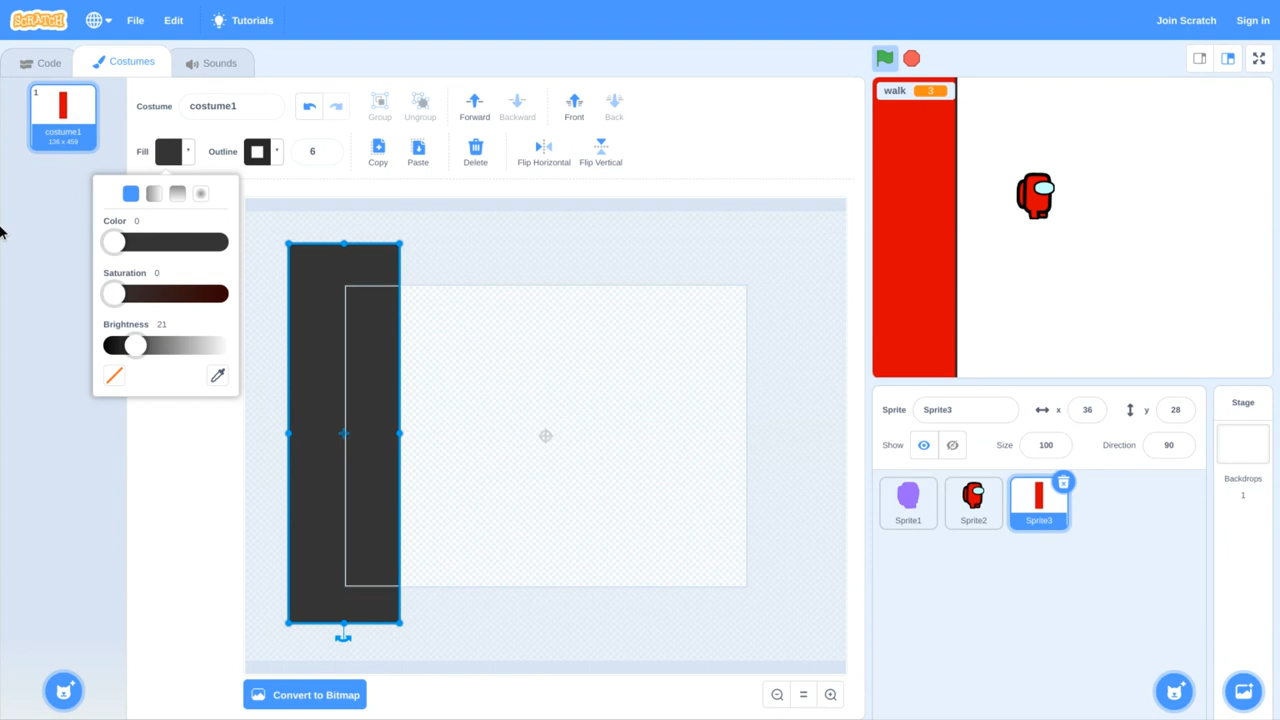 SCRATCH File Edit Tutorials Join Scratch Sign in
Code Costumes Sounds
walk 3
1
costume1
136 x 459
Costume costume1 Group Ungroup Forward Backward Front Back
Fill Outline 6 Copy Paste Delete Flip Horizontal Flip Vertical
Color 0
Saturation 0
Brightness 21
Convert to Bitmap
Sprite Sprite3 x 36 y 28
Show Size 100 Direction 90
Sprite1 Sprite2 Sprite3
Stage
Backdrops
1